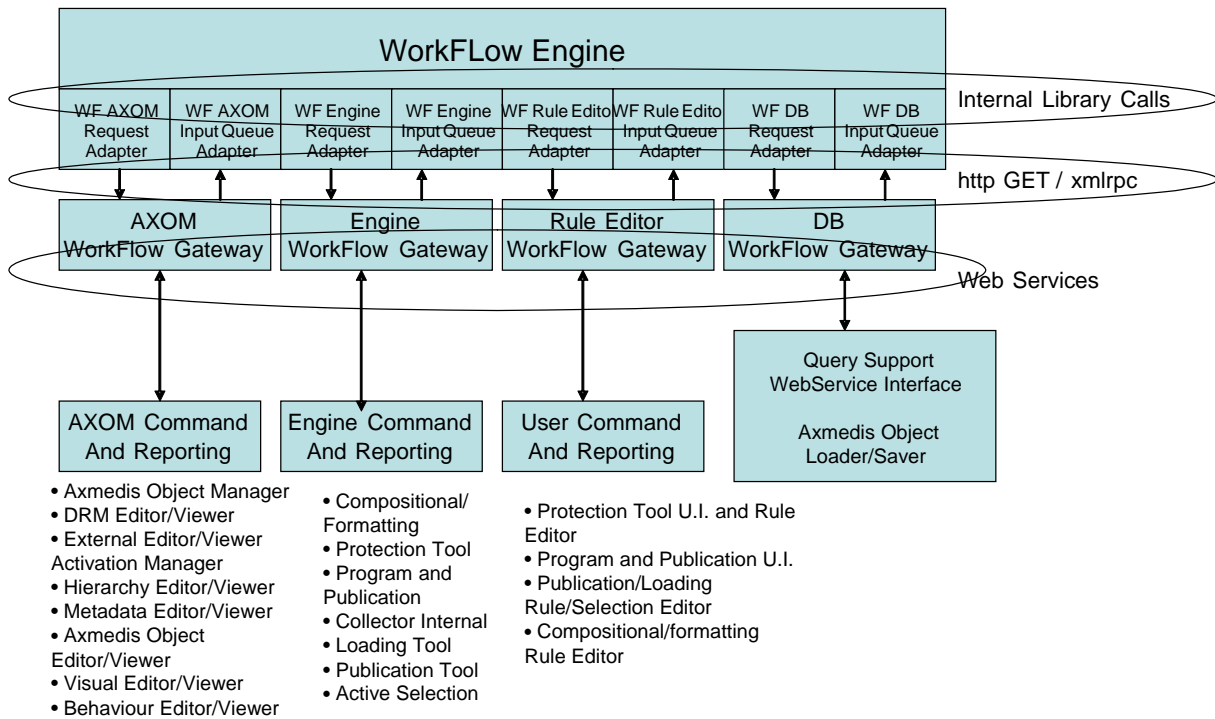 WorkFLow Engine
WF AXOM
Request
Adapter
WF AXOM
Input Queue
Adapter
WF Engine
Request
Adapter
WF Engine
Input Queue
Adapter
WF Rule Edito
Request
Adapter
WF Rule Edito
Input Queue
Adapter
WF DB
Request
Adapter
WF DB
Input Queue
Adapter
Internal Library Calls
http GET / xmlrpc
AXOM
WorkFlow Gateway
Engine
WorkFlow Gateway
Rule Editor
WorkFlow Gateway
DB
WorkFlow Gateway
Web Services
Query Support
WebService Interface
Axmedis Object
Loader/Saver
AXOM Command
And Reporting
Engine Command
And Reporting
User Command
And Reporting
• Axmedis Object Manager
• DRM Editor/Viewer
• External Editor/Viewer
Activation Manager
• Hierarchy Editor/Viewer
• Metadata Editor/Viewer
• Axmedis Object
Editor/Viewer
• Visual Editor/Viewer
• Behaviour Editor/Viewer
• Compositional/
Formatting
• Protection Tool
• Program and
Publication
• Collector Internal
• Loading Tool
• Publication Tool
• Active Selection
• Protection Tool U.I. and Rule
Editor
• Program and Publication U.I.
• Publication/Loading
Rule/Selection Editor
• Compositional/formatting
Rule Editor